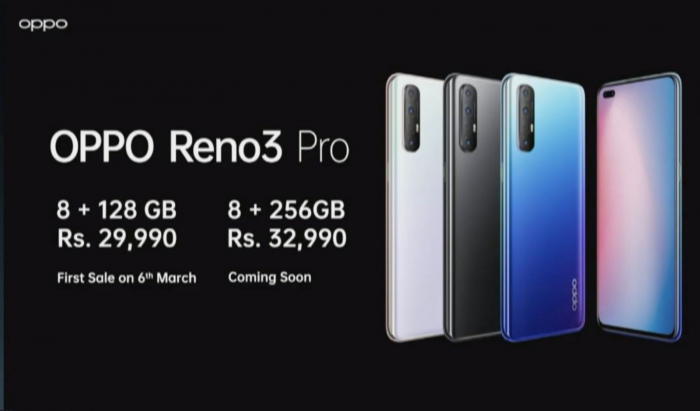 oppo
OPPO Reno3 Pro
8 + 128 GB
Rs. 29,990
First Sale on 6th March
8 + 256GB
Rs. 32,990
Coming Soon
oppo